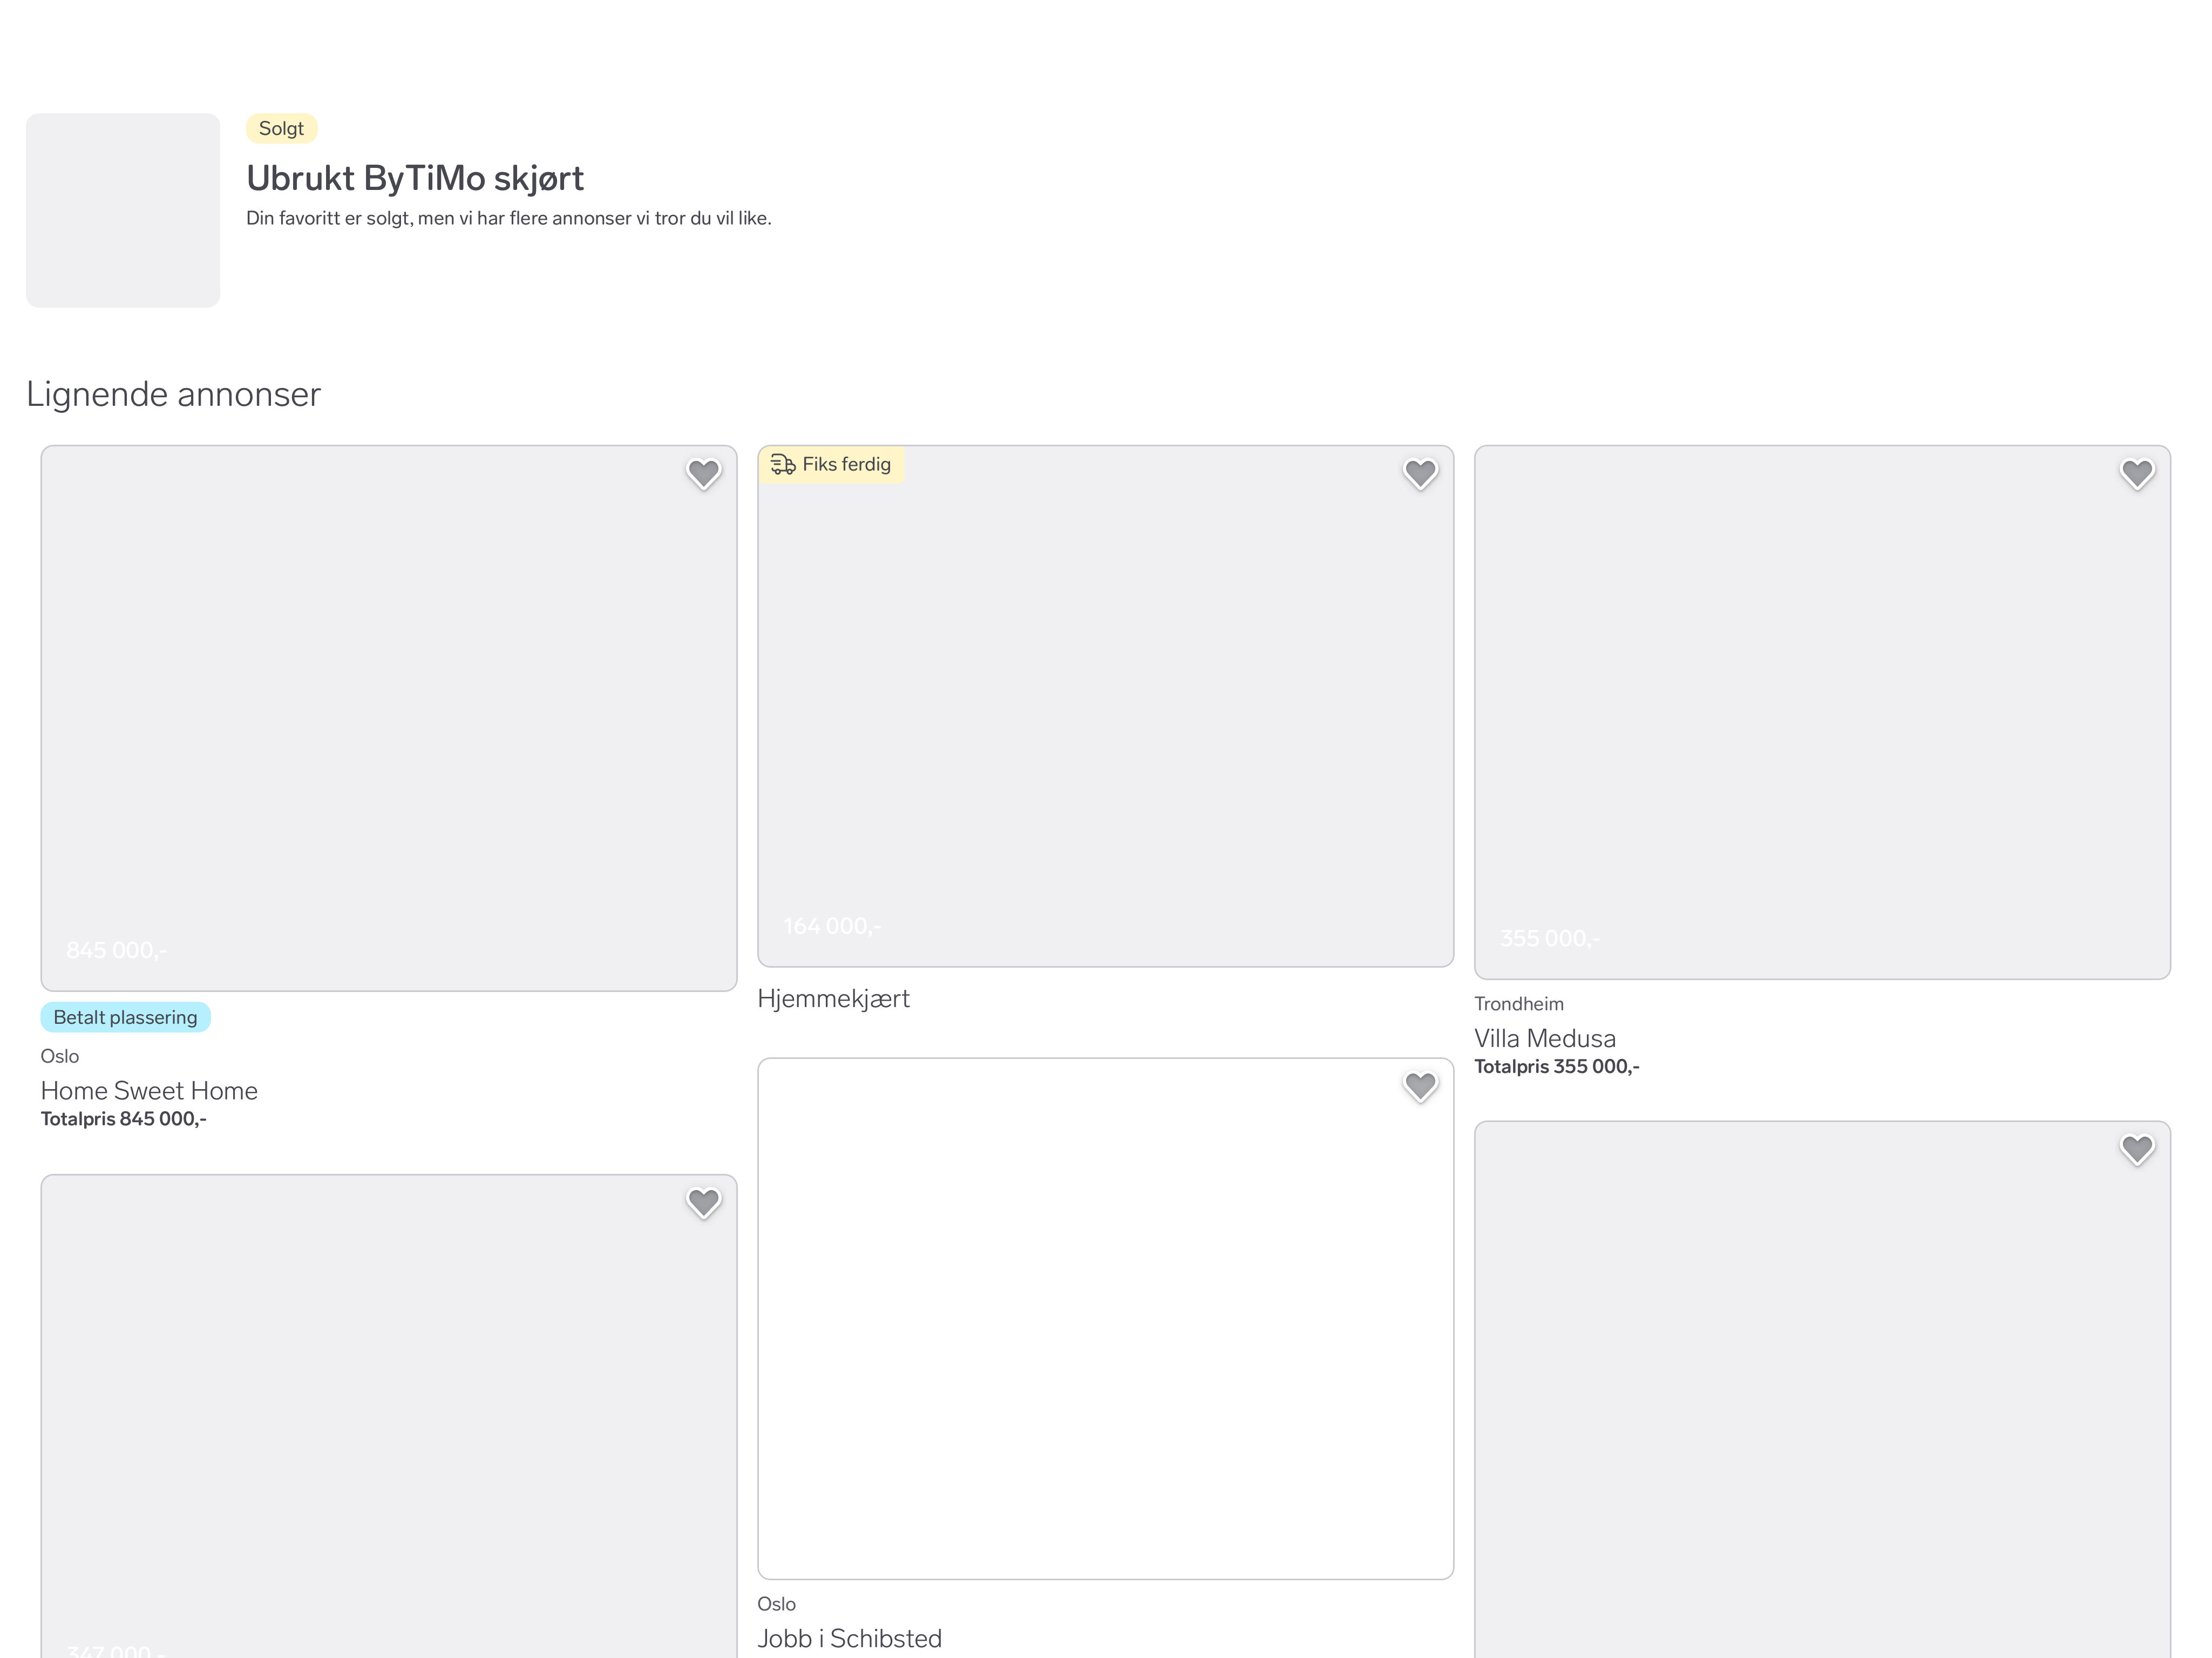 Solgt
Ubrukt ByTiMo skjørt
Din favoritt er solgt, men vi har flere annonser vi tror du vil like.
Lignende annonser
845 000,-
Betalt plassering
Oslo
Home Sweet Home
Totalpris 845 000,-
Fiks ferdig
164 000,-
Hjemmekjært
355 000,-
Trondheim
Villa Medusa
Totalpris 355 000,-
347 000,-
Oslo
Jobb i Schibsted